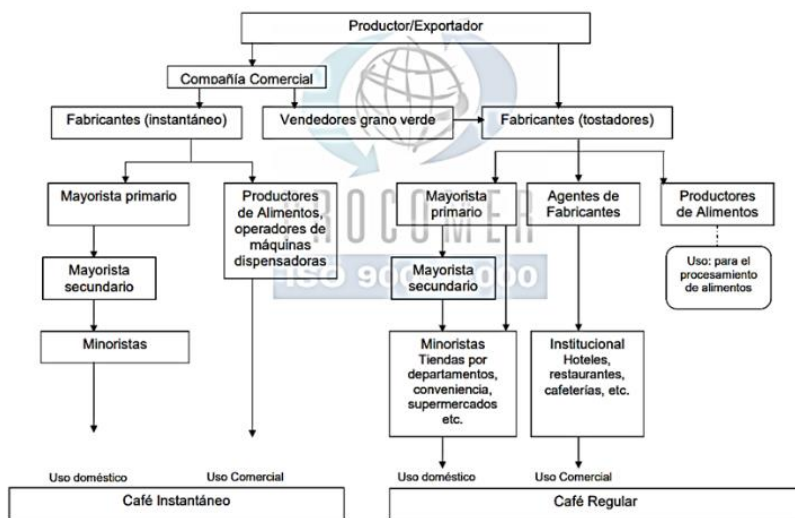 Productor/Exportador
Compañía Comercial
Fabricantes (instantáneo)
Vendedores grano verde
Fabricantes (tostadores)
Mayorista primario
Productores
de Alimentos,
operadores de
máquinas
dispensadoras
Mayorista
primario
Agentes de
Fabricantes
Productores
de Alimentos
PROCOMER
Uso: para el
procesamiento
de alimentos
Mayorista
secundario
Mayorista
secundario
Minoristas
Minoristas
Tiendas por
departamentos,
conveniencia,
supermercados
etc.
Institucional
Hoteles,
restaurantes,
cafeterías, etc.
Uso doméstico
Uso Comercial
Uso doméstico
Uso Comercial
Café Instantáneo
Café Regular